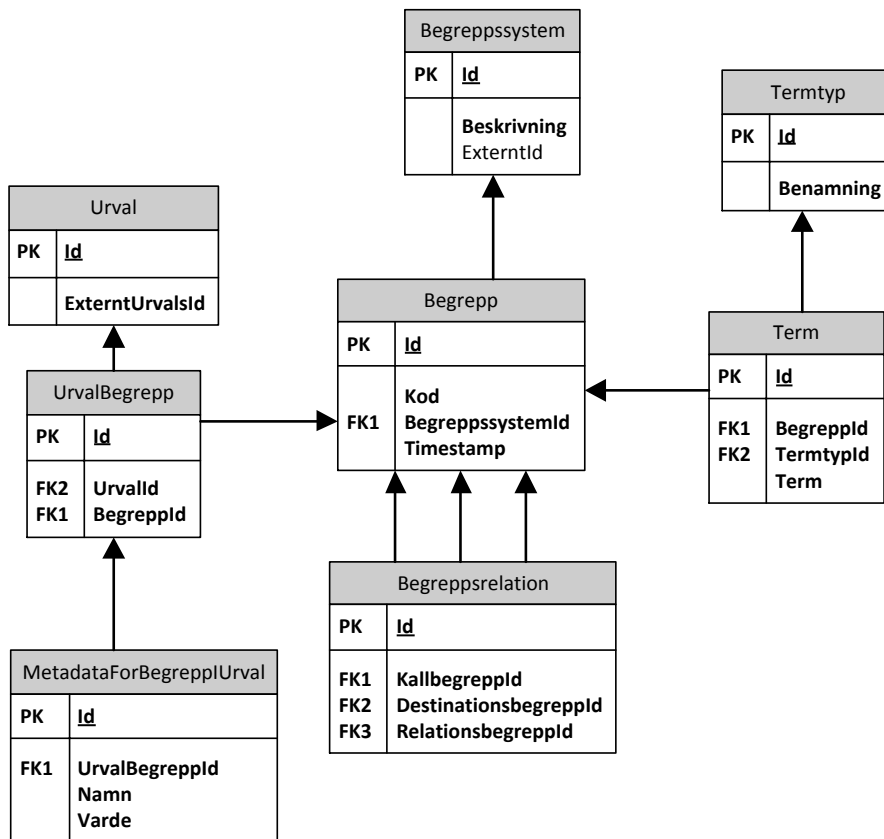 Begreppssystem
PK Id
Beskrivning
ExterntId
Termtyp
PK Id
Benamning
Urval
PK Id
ExterntUrvalsId
Begrepp
PK Id
Kod
FK1 BegreppssystemId
Timestamp
Term
PK Id
FK1 BegreppId
FK2 TermtypId
Term
UrvalBegrepp
PK Id
FK2 UrvalId
FK1 BegreppId
Begreppsrelation
PK Id
FK1 KallbegreppId
FK2 DestinationsbegreppId
FK3 RelationsbegreppId
MetadataForBegreppIUrval
PK Id
FK1 UrvalBegreppId
Namn
Varde